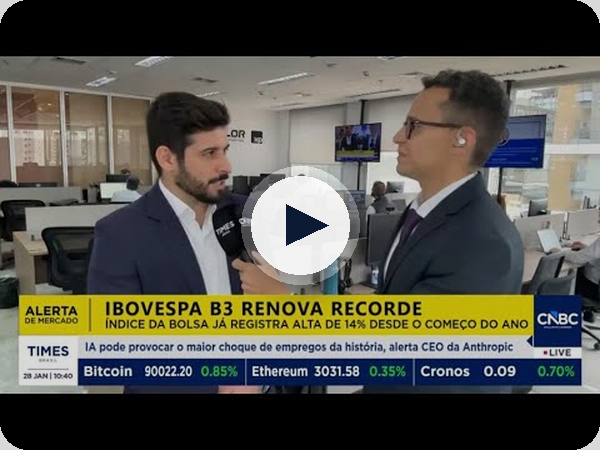 LOR
TIMES
ALERTA
DE MERCADO
IBOVESPA B3 RENOVA RECORDE
ÍNDICE DA BOLSA JÁ REGISTRA ALTA DE 14% DESDE O COMEÇO DO ANO
CNBC
LIVE
TIMES
BRASIL
28 JAN | 10:40
IA pode provocar o maior choque de empregos da história, alerta CEO da Anthropic
Bitcoin 90022.20 0.85% Ethereum 3031.58 0.35% Cronos 0.09 0.70%